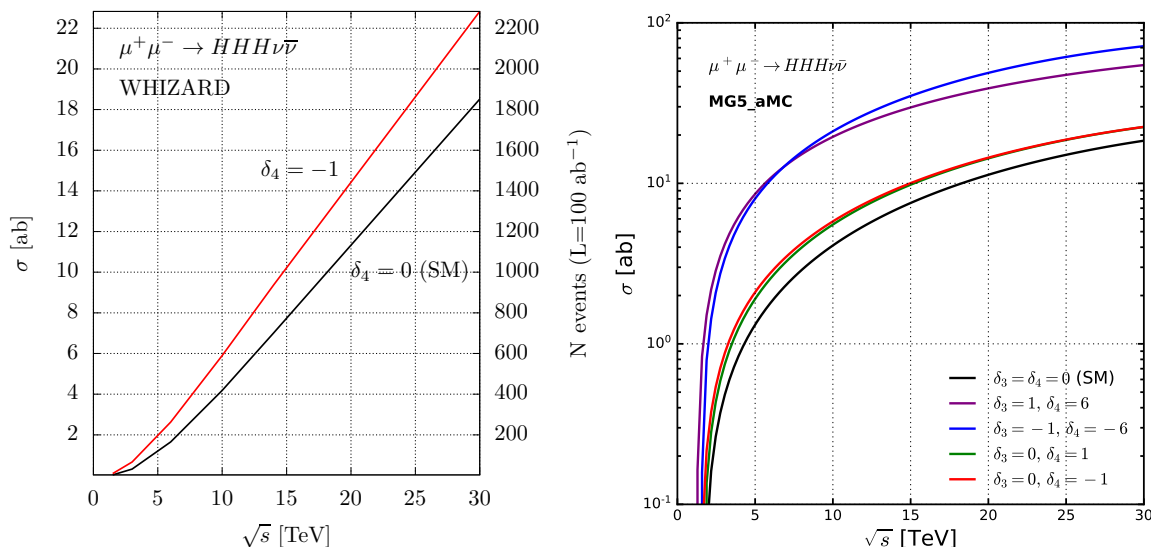 22
20
18
16
14
12
10
8
6
4
2
σ [ab]
0
5
10
15
20
25
30
√s [TeV]
μ⁺μ⁻ → HHHνν̅
WHIZARD
δ₄ = −1
δ₄ = 0 (SM)
2200
2000
1800
1600
1400
1200
1000
800
600
400
200
N events (L=100 ab⁻¹)
10²
10¹
10⁰
10⁻¹
σ [ab]
0
5
10
15
20
25
30
√s [TeV]
μ⁺ μ⁻ → HHHνν̅
MG5_aMC
δ₃ = δ₄ = 0 (SM)
δ₃ = 1, δ₄ = 6
δ₃ = −1, δ₄ = −6
δ₃ = 0, δ₄ = 1
δ₃ = 0, δ₄ = −1